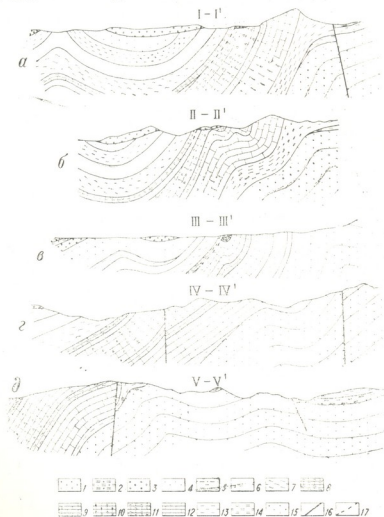 I – I'
а
II – II'
б
III – III'
в
IV – IV'
г
V – V'
д
1 2 3 4 5 6 7 8
9 10 11 12 13 14 15 16 17